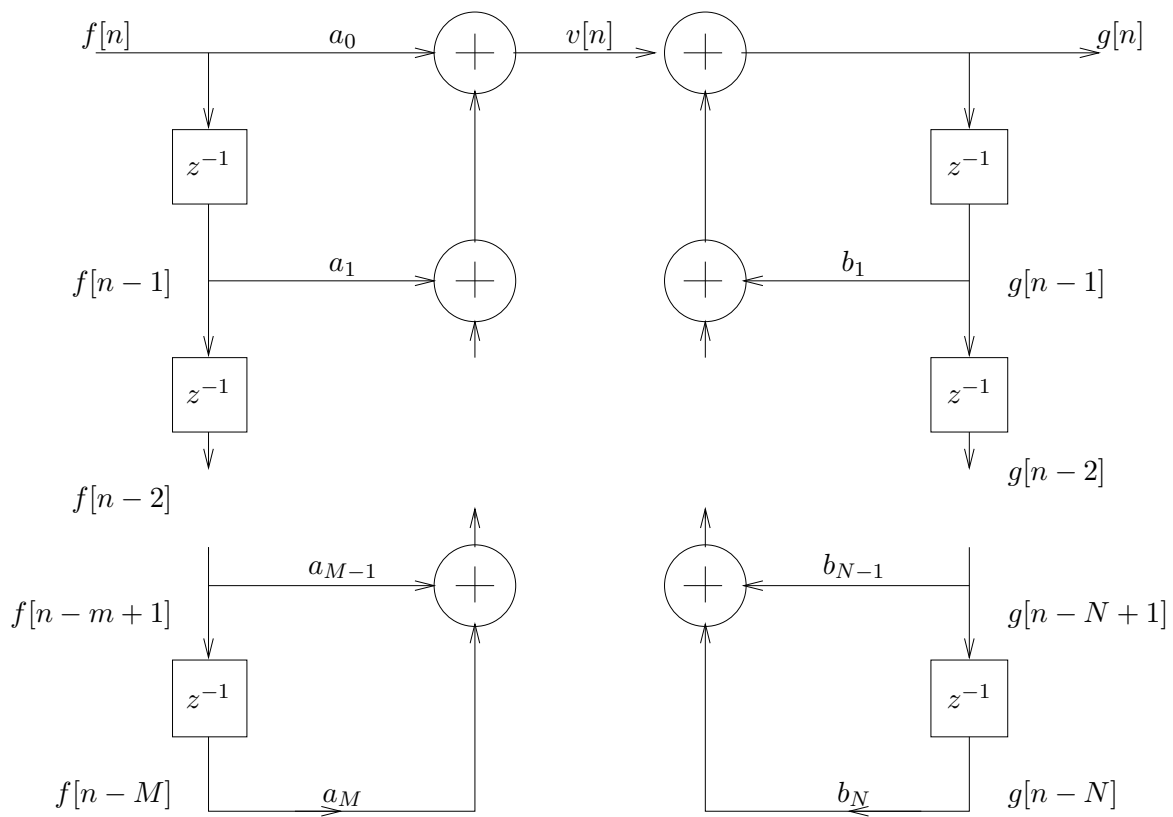 f[n] a_0 v[n] g[n]
z^{-1} z^{-1}
f[n − 1] a_1 b_1 g[n − 1]
z^{-1} z^{-1}
f[n − 2] g[n − 2]
a_{M−1} b_{N−1}
f[n − m + 1] g[n − N + 1]
z^{-1} z^{-1}
f[n − M] a_M b_N g[n − N]